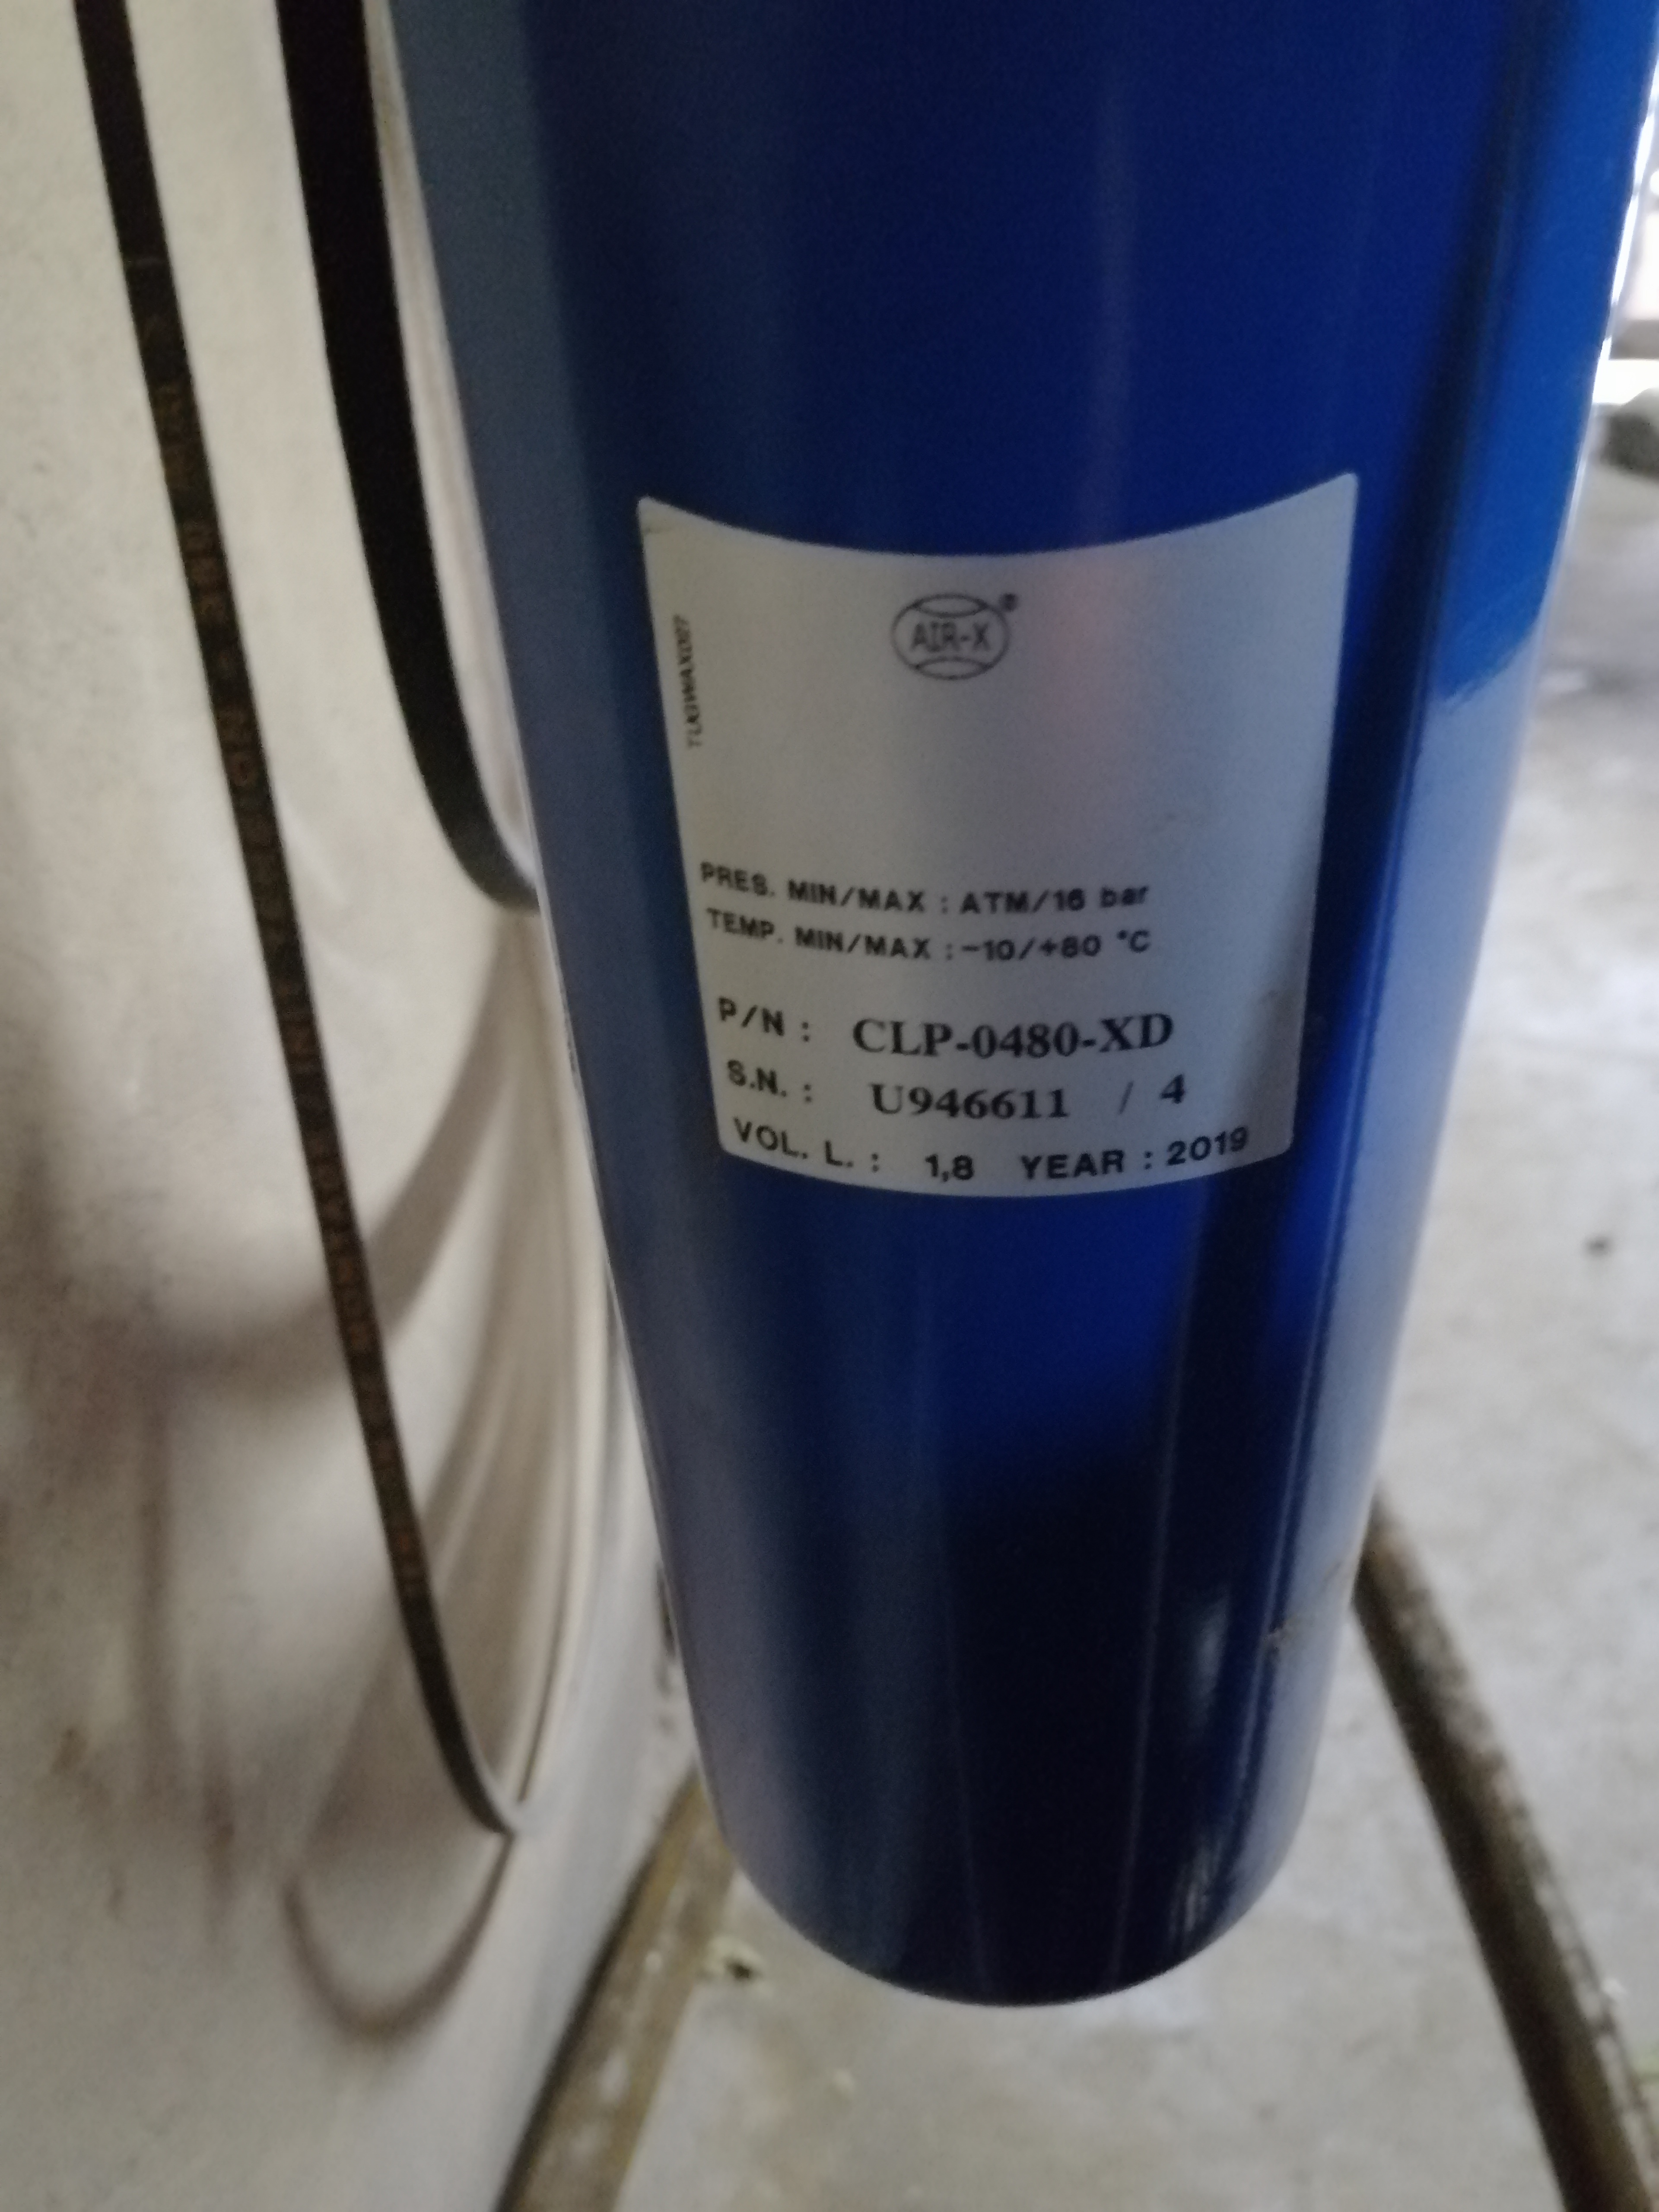 AIR-X®
PRES. MIN/MAX : ATM/16 bar
TEMP. MIN/MAX : -10/+80 °C
P/N : CLP-0480-XD
S.N. : U946611 / 4
VOL. L. : 1,8 YEAR : 2019